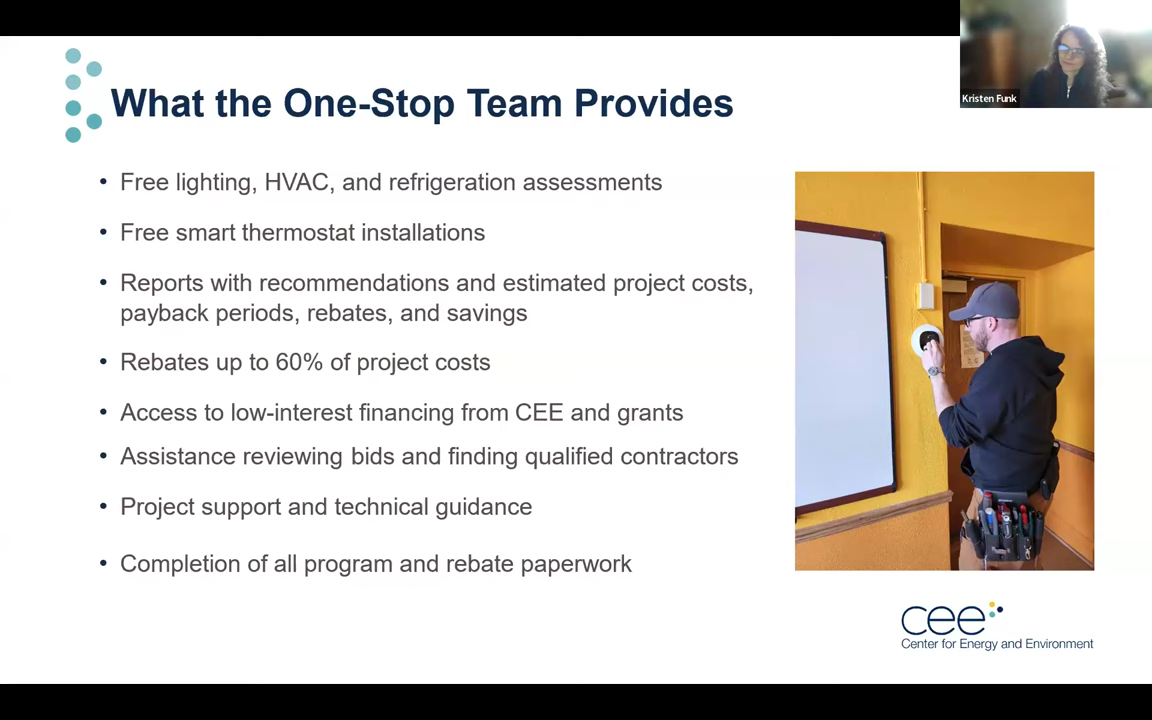 Kristen Funk
What the One-Stop Team Provides
• Free lighting, HVAC, and refrigeration assessments
• Free smart thermostat installations
• Reports with recommendations and estimated project costs,
payback periods, rebates, and savings
• Rebates up to 60% of project costs
• Access to low-interest financing from CEE and grants
• Assistance reviewing bids and finding qualified contractors
• Project support and technical guidance
• Completion of all program and rebate paperwork
cee
Center for Energy and Environment